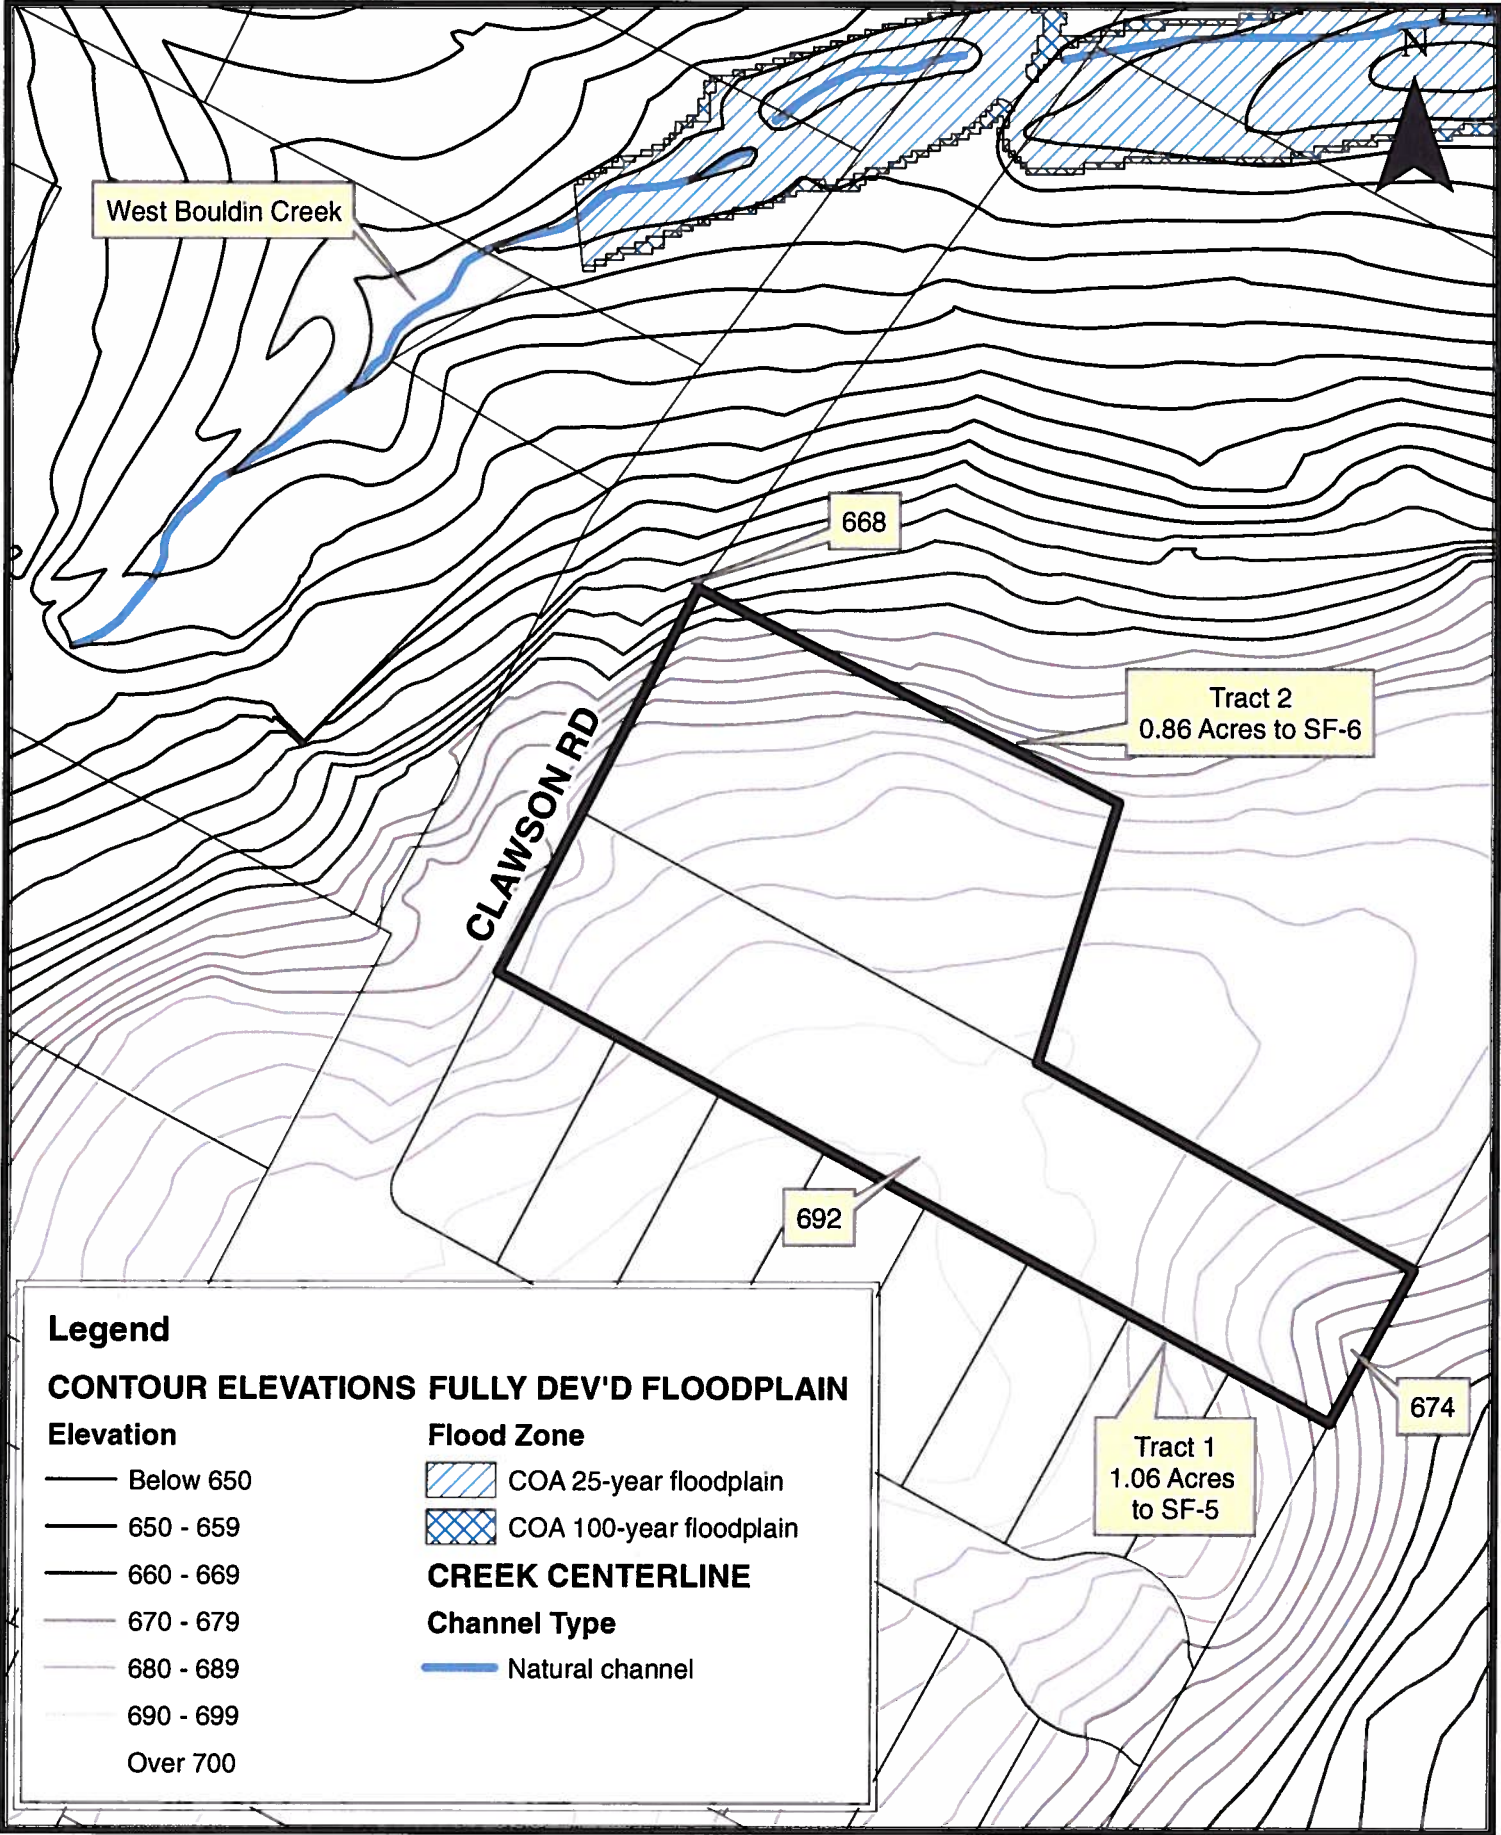 N
West Bouldin Creek
668
Tract 2
0.86 Acres to SF-6
CLAWSON RD
692
674
Tract 1
1.06 Acres
to SF-5
Legend
CONTOUR ELEVATIONS
Elevation
Below 650
650 - 659
660 - 669
670 - 679
680 - 689
690 - 699
Over 700
FULLY DEV'D FLOODPLAIN
Flood Zone
COA 25-year floodplain
COA 100-year floodplain
CREEK CENTERLINE
Channel Type
Natural channel